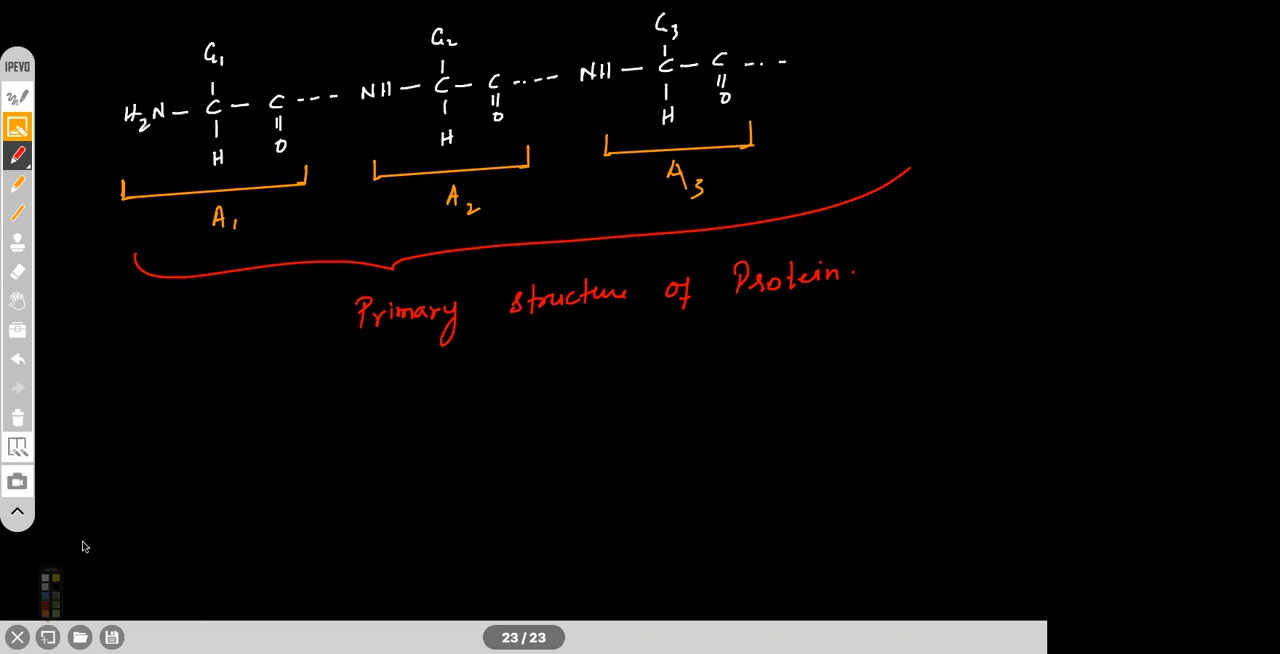 IPEVO
G₁ G₂ G₃
H₂N — C — C --- NH — C — C ---- NH — C — C ---
H O H O H O
A₁ A₂ A₃
Primary structure of Protein.
23 / 23